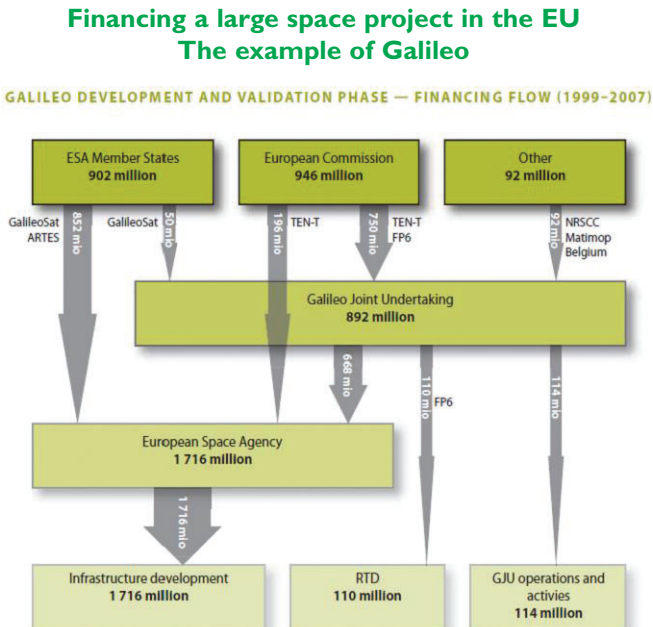 Financing a large space project in the EU
The example of Galileo
GALILEO DEVELOPMENT AND VALIDATION PHASE — FINANCING FLOW (1999–2007)
ESA Member States
902 million
European Commission
946 million
Other
92 million
GalileoSat
ARTES
852 mio
GalileoSat
50 mio
196 mio
TEN-T
750 mio
TEN-T
FP6
92 mio
NRSCC
Matimop
Belgium
Galileo Joint Undertaking
892 million
668 mio
110 mio
FP6
114 mio
European Space Agency
1 716 million
1 716 mio
Infrastructure development
1 716 million
RTD
110 million
GJU operations and
activies
114 million